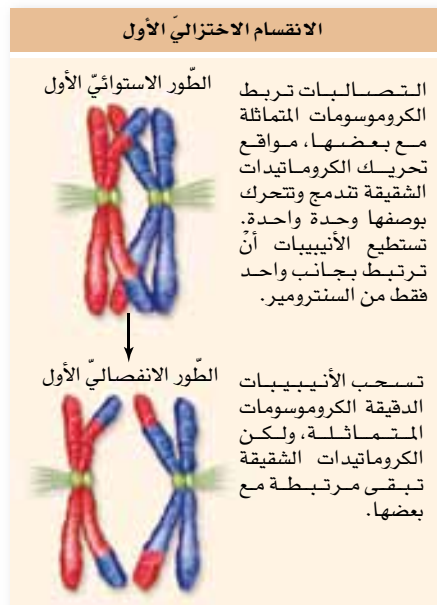 الانقسام الاختزاليّ الأول
الطّور الاستوائيّ الأول
التصالبات تربط
الكروموسومات المتماثلة
مع بعضها، مواقع
تحريك الكروماتيدات
الشقيقة تندمج وتتحرك
بوصفها وحدة واحدة.
تستطيع الأنيبيبات أنْ
ترتبط بجانب واحد
فقط من السنترومير.
الطّور الانفصاليّ الأول
تسحب الأنيبيبات
الدقيقة الكروموسومات
المتماثلة، ولكن
الكروماتيدات الشقيقة
تبقى مرتبطة مع
بعضها.